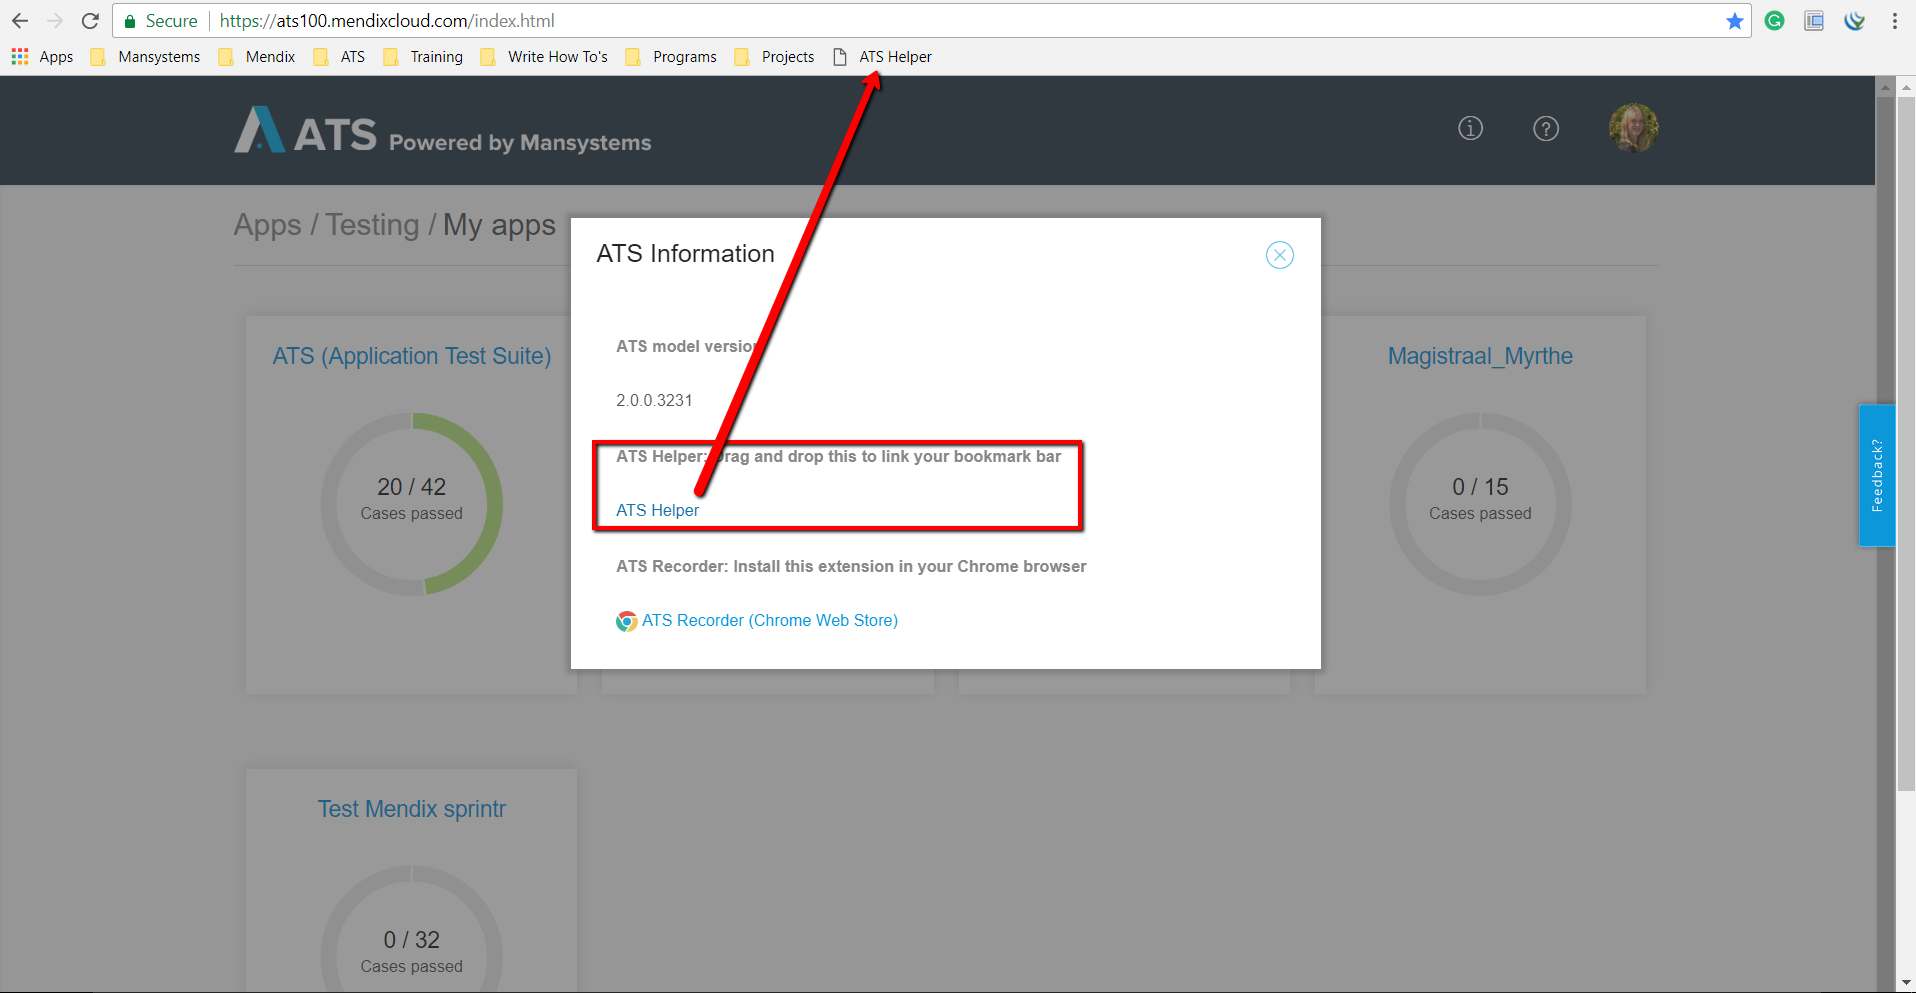 Secure https://ats100.mendixcloud.com/index.html
Apps Mansystems Mendix ATS Training Write How To's Programs Projects ATS Helper
ATS Powered by Mansystems
Apps / Testing / My apps
ATS Information
ATS model version
2.0.0.3231
ATS Helper: Drag and drop this to link your bookmark bar
ATS Helper
ATS Recorder: Install this extension in your Chrome browser
ATS Recorder (Chrome Web Store)
ATS (Application Test Suite)
20 / 42
Cases passed
Magistraal_Myrthe
0 / 15
Cases passed
Feedback?
Test Mendix sprintr
0 / 32
Cases passed